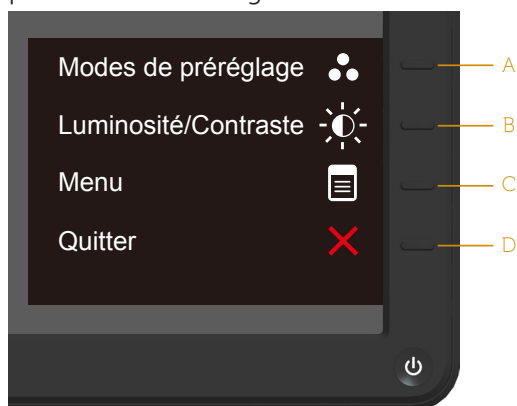 Modes de préréglage
A
Luminosité/Contraste
B
Menu
C
Quitter
D